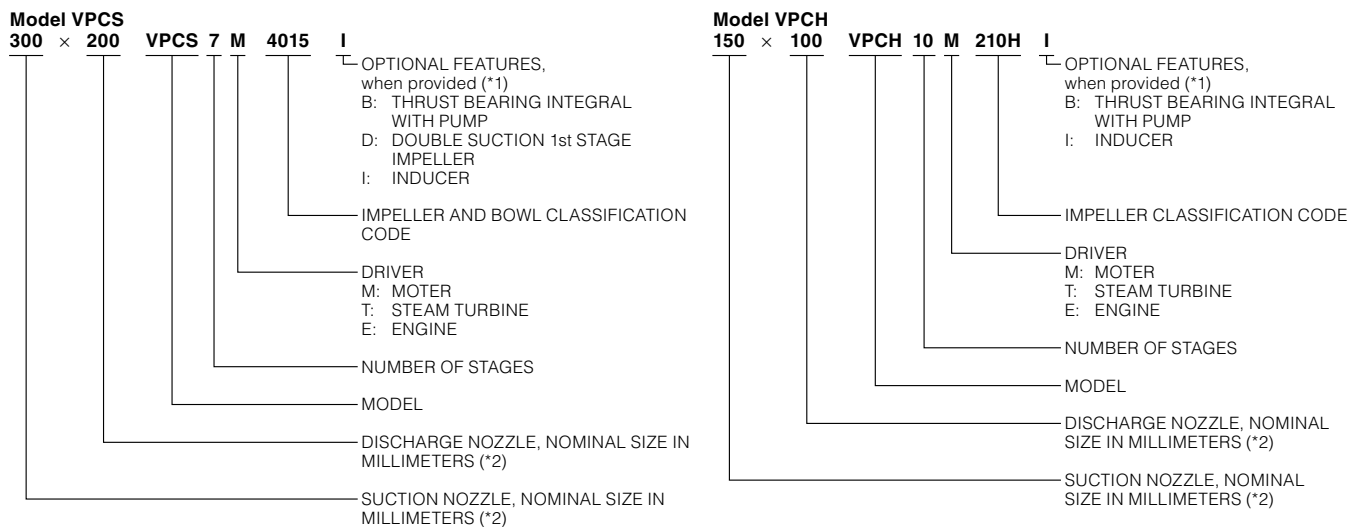 Model VPCS
300 × 200 VPCS 7 M 4015 I
OPTIONAL FEATURES,
when provided (*1)
B: THRUST BEARING INTEGRAL
WITH PUMP
D: DOUBLE SUCTION 1st STAGE
IMPELLER
I: INDUCER
IMPELLER AND BOWL CLASSIFICATION
CODE
DRIVER
M: MOTER
T: STEAM TURBINE
E: ENGINE
NUMBER OF STAGES
MODEL
DISCHARGE NOZZLE, NOMINAL SIZE IN
MILLIMETERS (*2)
SUCTION NOZZLE, NOMINAL SIZE IN
MILLIMETERS (*2)
Model VPCH
150 × 100 VPCH 10 M 210H I
OPTIONAL FEATURES,
when provided (*1)
B: THRUST BEARING INTEGRAL
WITH PUMP
I: INDUCER
IMPELLER CLASSIFICATION CODE
DRIVER
M: MOTER
T: STEAM TURBINE
E: ENGINE
NUMBER OF STAGES
MODEL
DISCHARGE NOZZLE, NOMINAL
SIZE IN MILLIMETERS (*2)
SUCTION NOZZLE, NOMINAL
SIZE IN MILLIMETERS (*2)